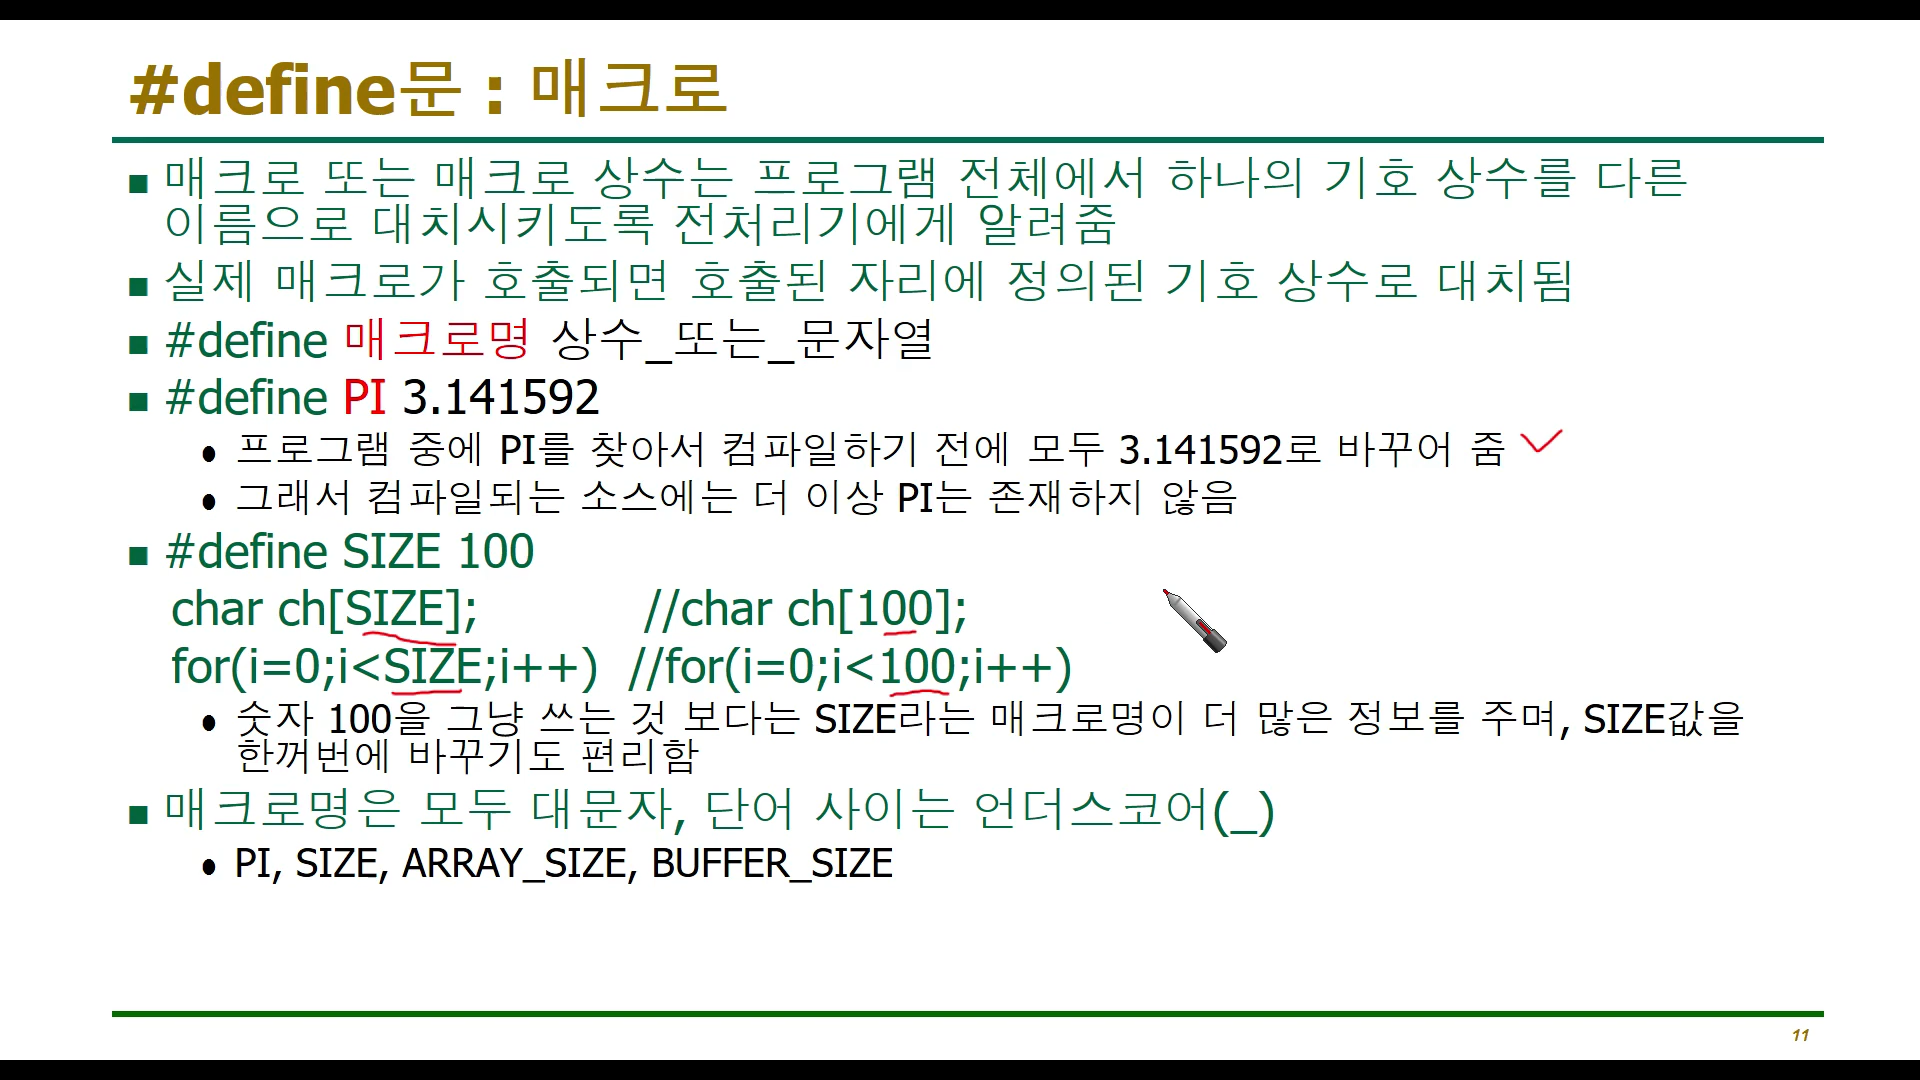 #define문 : 매크로
매크로 또는 매크로 상수는 프로그램 전체에서 하나의 기호 상수를 다른
이름으로 대치시키도록 전처리기에게 알려줌
실제 매크로가 호출되면 호출된 자리에 정의된 기호 상수로 대치됨
#define 매크로명 상수_또는_문자열
#define PI 3.141592
프로그램 중에 PI를 찾아서 컴파일하기 전에 모두 3.141592로 바꾸어 줌
그래서 컴파일되는 소스에는 더 이상 PI는 존재하지 않음
#define SIZE 100
char ch[SIZE]; //char ch[100];
for(i=0;i<SIZE;i++) //for(i=0;i<100;i++)
숫자 100을 그냥 쓰는 것 보다는 SIZE라는 매크로명이 더 많은 정보를 주며, SIZE값을
한꺼번에 바꾸기도 편리함
매크로명은 모두 대문자, 단어 사이는 언더스코어(_)
PI, SIZE, ARRAY_SIZE, BUFFER_SIZE
11